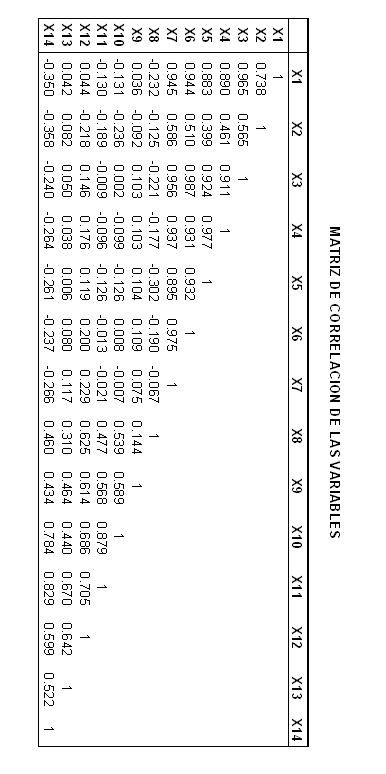 MATRIZ DE CORRELACION DE LAS VARIABLES
X1 X2 X3 X4 X5 X6 X7 X8 X9 X10 X11 X12 X13 X14
X1 1
X2 0.738 1
X3 0.965 0.565 1
X4 0.890 0.461 0.911 1
X5 0.883 0.399 0.924 0.977 1
X6 0.944 0.510 0.987 0.931 0.932 1
X7 0.945 0.586 0.956 0.937 0.895 0.975 1
X8 -0.232 -0.125 -0.221 -0.177 -0.302 -0.190 -0.067 1
X9 0.036 -0.092 0.103 0.103 0.104 0.109 0.075 0.144 1
X10 -0.131 -0.236 0.002 -0.099 -0.126 0.008 -0.007 0.539 0.589 1
X11 -0.130 -0.189 -0.009 -0.096 -0.126 -0.013 -0.021 0.477 0.568 0.879 1
X12 0.044 -0.218 0.146 0.176 0.119 0.200 0.229 0.625 0.614 0.686 0.705 1
X13 0.042 0.082 0.050 0.038 0.006 0.080 0.117 0.310 0.464 0.440 0.670 0.642 1
X14 -0.350 -0.358 -0.240 -0.264 -0.261 -0.237 -0.266 0.460 0.434 0.784 0.829 0.599 0.522 1